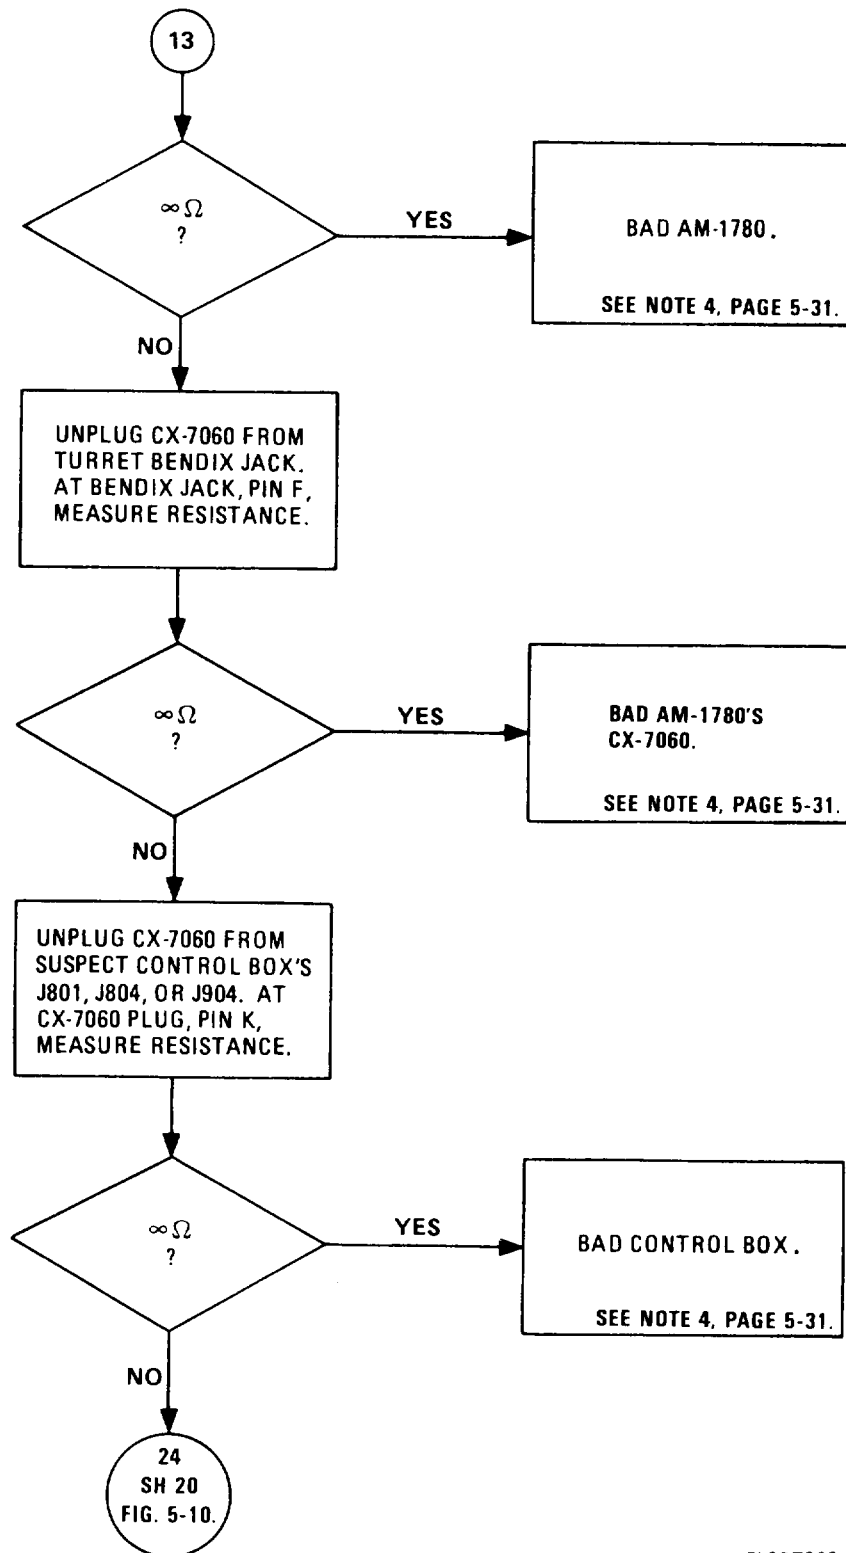 13
∞Ω
?
YES
BAD AM-1780.
SEE NOTE 4, PAGE 5-31.
NO
UNPLUG CX-7060 FROM
TURRET BENDIX JACK.
AT BENDIX JACK, PIN F,
MEASURE RESISTANCE.
∞Ω
?
YES
BAD AM-1780'S
CX-7060.
SEE NOTE 4, PAGE 5-31.
NO
UNPLUG CX-7060 FROM
SUSPECT CONTROL BOX'S
J801, J804, OR J904. AT
CX-7060 PLUG, PIN K,
MEASURE RESISTANCE.
∞Ω
?
YES
BAD CONTROL BOX.
SEE NOTE 4, PAGE 5-31.
NO
24
SH 20
FIG. 5-10.